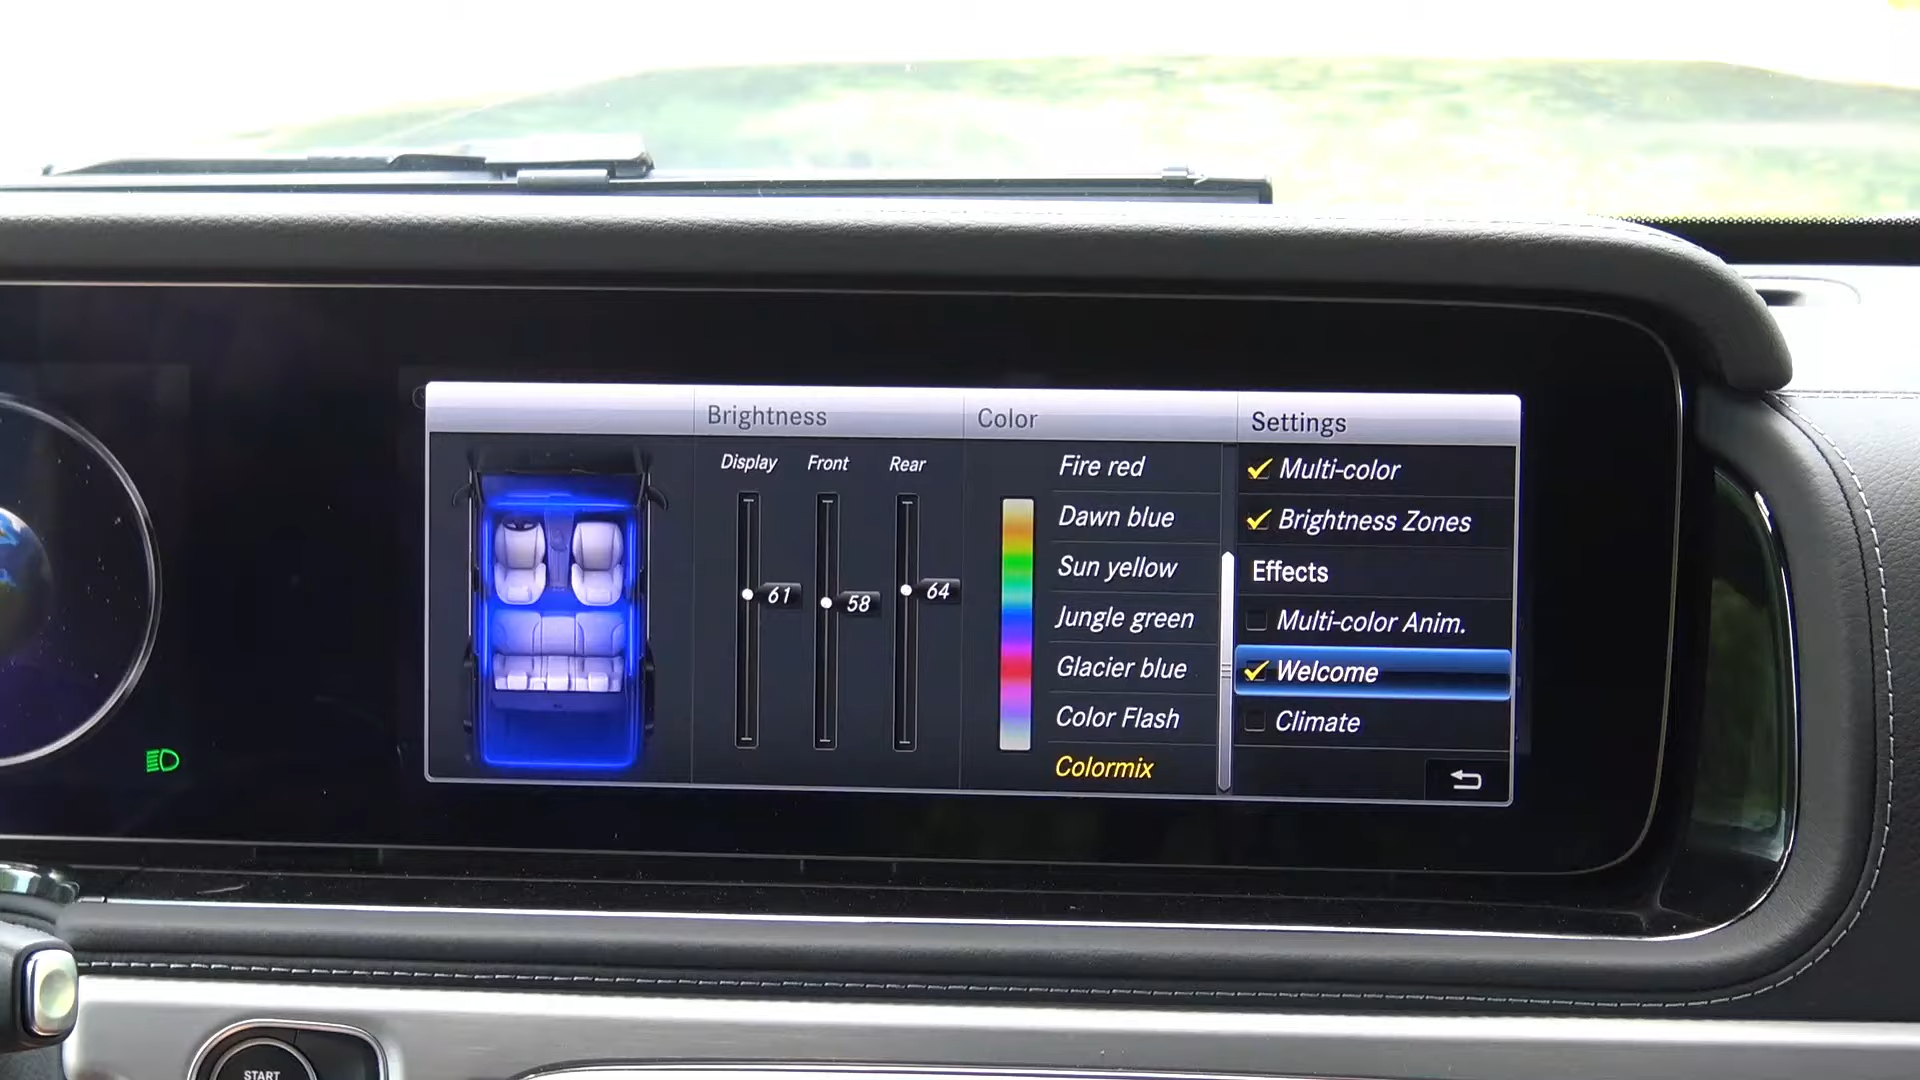 Brightness
Color
Settings
Display Front Rear
61
58
64
Fire red
Dawn blue
Sun yellow
Jungle green
Glacier blue
Color Flash
Colormix
Multi-color
Brightness Zones
Effects
Multi-color Anim.
Welcome
Climate
START